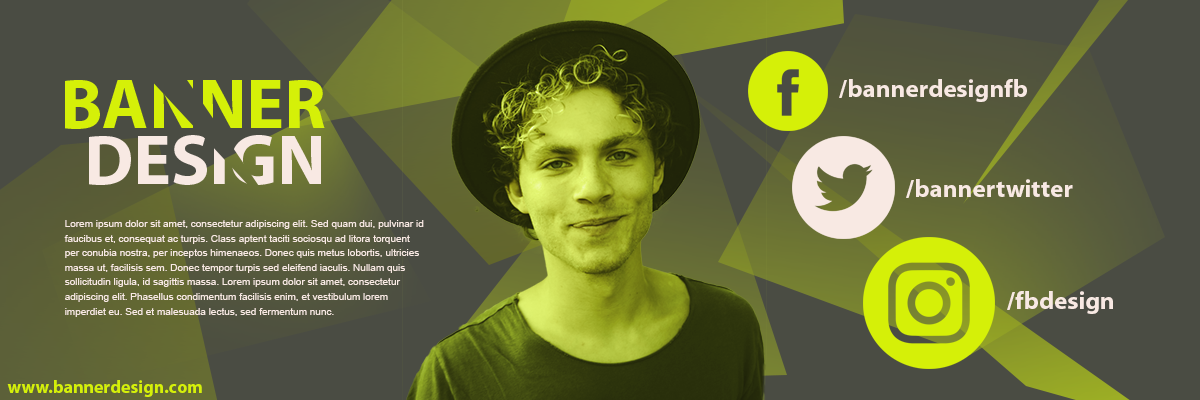 BANNER
DESIGN
Lorem ipsum dolor sit amet, consectetur adipiscing elit. Sed quam dui, pulvinar id
faucibus et, consequat ac turpis. Class aptent taciti sociosqu ad litora torquent
per conubia nostra, per inceptos himenaeos. Donec quis metus lobortis, ultricies
massa ut, facilisis sem. Donec tempor turpis sed eleifend iaculis. Nullam quis
sollicitudin ligula, id sagittis massa. Lorem ipsum dolor sit amet, consectetur
adipiscing elit. Phasellus condimentum facilisis enim, et vestibulum lorem
imperdiet eu. Sed et malesuada lectus, sed fermentum nunc.
www.bannerdesign.com
/bannerdesignfb
/bannertwitter
/fbdesign